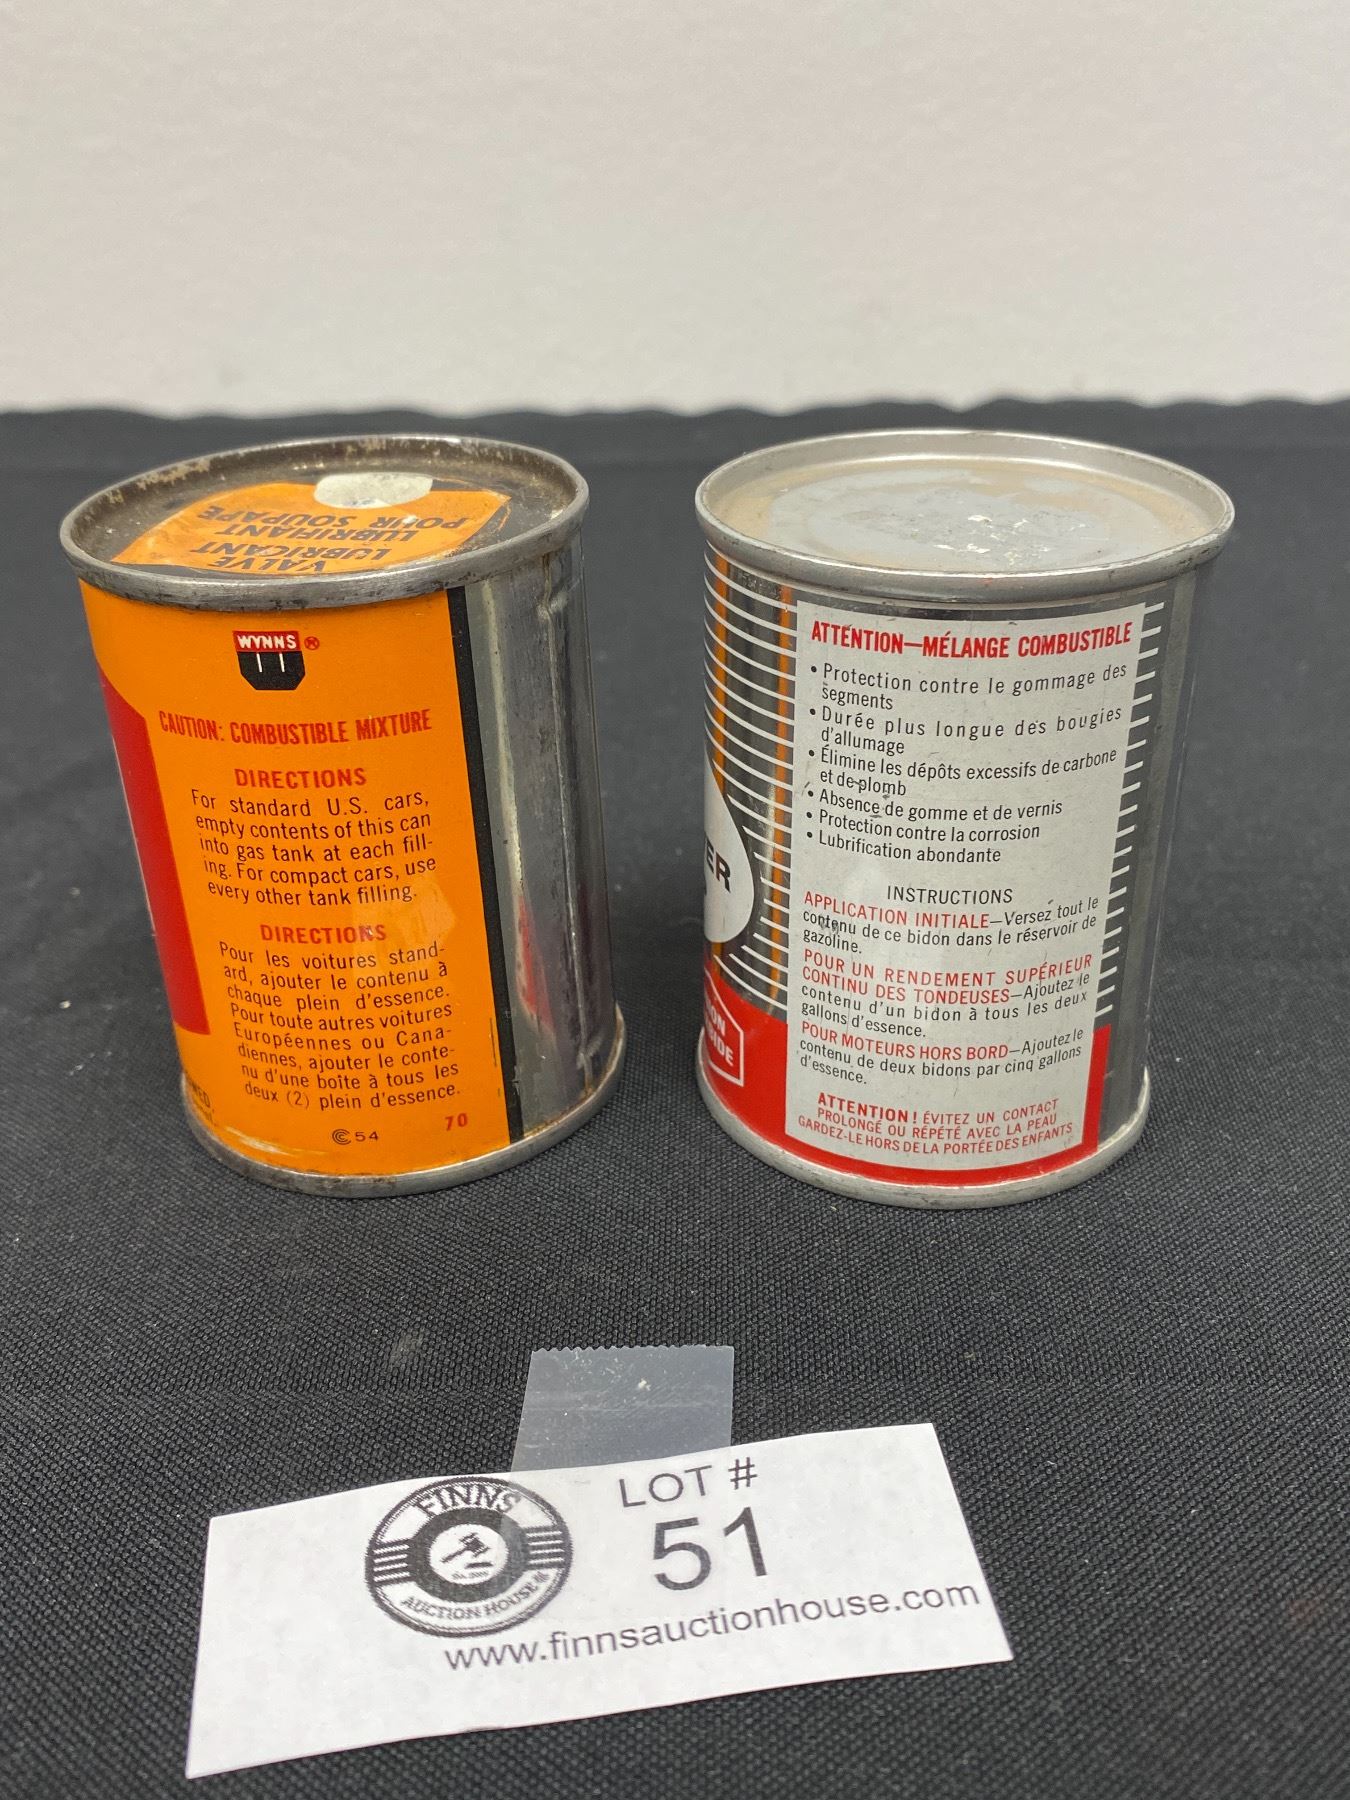 VALVE
LUBRICANT
LUBRIFIANT
POUR SOUPAPE
WYNNS ®
CAUTION: COMBUSTIBLE MIXTURE
DIRECTIONS
For standard U.S. cars,
empty contents of this can
into gas tank at each fill-
ing. For compact cars, use
every other tank filling.
DIRECTIONS
Pour les voitures stand-
ard, ajouter le contenu à
chaque plein d'essence.
Pour toute autres voitures
Européennes ou Cana-
diennes, ajouter le conte-
nu d'une boîte à tous les
deux (2) plein d'essence.
54
70
ATTENTION—MÉLANGE COMBUSTIBLE
• Protection contre le gommage des
segments
• Durée plus longue des bougies
d'allumage
• Élimine les dépôts excessifs de carbone
et de plomb
• Absence de gomme et de vernis
• Protection contre la corrosion
• Lubrification abondante
INSTRUCTIONS
APPLICATION INITIALE—Versez tout le
contenu de ce bidon dans le réservoir de
gazoline.
POUR UN RENDEMENT SUPÉRIEUR
CONTINU DES TONDEUSES—Ajoutez le
contenu d'un bidon à tous les deux
gallons d'essence.
POUR MOTEURS HORS BORD—Ajoutez le
contenu de deux bidons par cinq gallons
d'essence.
ATTENTION! ÉVITEZ UN CONTACT
PROLONGÉ OU RÉPÉTÉ AVEC LA PEAU
GARDEZ-LE HORS DE LA PORTÉE DES ENFANTS
FINNS
AUCTION HOUSE
LOT #
51
www.finnsauctionhouse.com